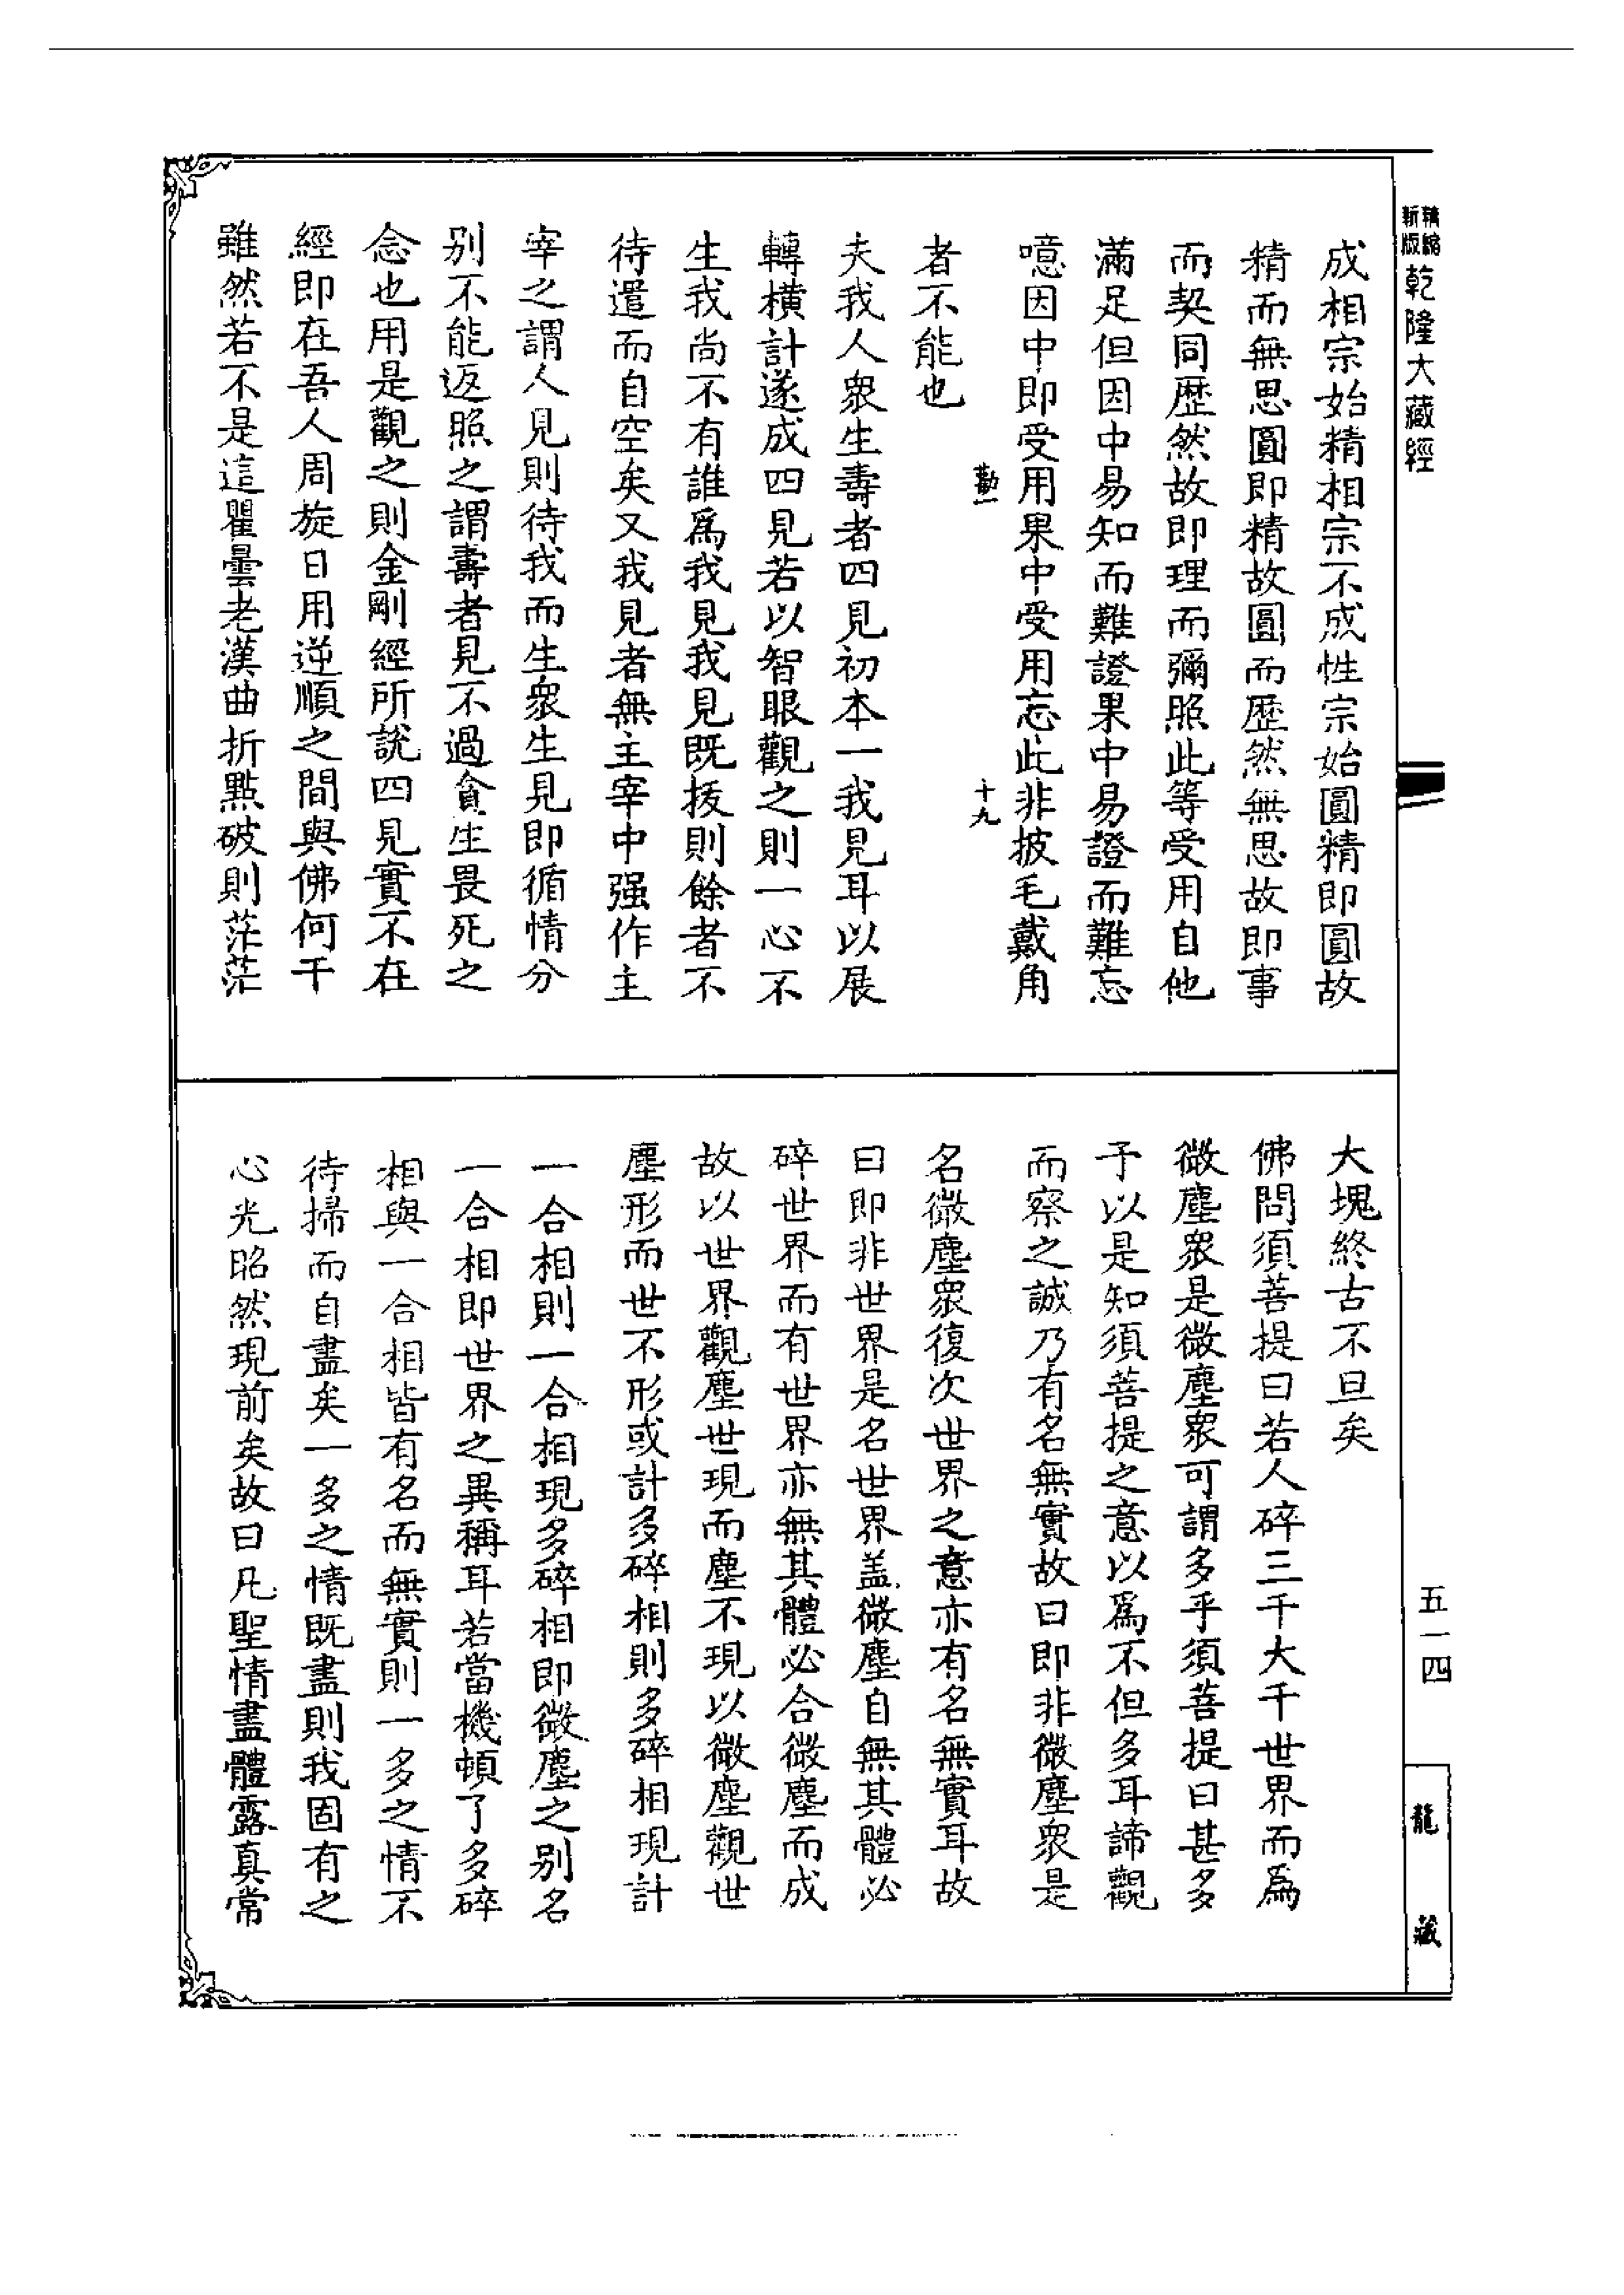 精縮新版乾隆大藏經
成相宗始精相宗不成性宗始圓精即圓故
精而無思圓即精故圓而歷然無思故即事
而契同歷然故即理而彌照此等受用自他
滿足但因中易知而難證果中易證而難忘
噫因中即受用果中受用忘此非披毛戴角
勤一 十九
者不能也
夫我人衆生壽者四見初本一我見耳以展
轉橫計遂成四見若以智眼觀之則一心不
生我尚不有誰爲我見我見既拔則餘者不
待遣而自空矣又我見者無主宰中强作主
宰之謂人見則待我而生衆生見即循情分
別不能返照之謂壽者見不過貪生畏死之
念也用是觀之則金剛經所說四見實不在
經即在吾人周旋日用逆順之間與佛何干
雖然若不是這瞿曇老漢曲折點破則茫茫
大塊終古不旦矣
佛問須菩提曰若人碎三千大千世界而爲
微塵衆是微塵衆可謂多乎須菩提曰甚多
予以是知須菩提之意以爲不但多耳諦觀
而察之誠乃有名無實故曰即非微塵衆是
名微塵衆復次世界之意亦有名無實耳故
曰即非世界是名世界盖微塵自無其體必
碎世界而有世界亦無其體必合微塵而成
故以世界觀塵世現而塵不現以微塵觀世
塵形而世不形或計多碎相則多碎相現計
一合相則一合相現多碎相即微塵之別名
一合相即世界之異稱耳若當機頓了多碎
相與一合相皆有名而無實則一多之情不
待掃而自盡矣一多之情既盡則我固有之
心光昭然現前矣故曰凡聖情盡體露真常
五一四
龍藏